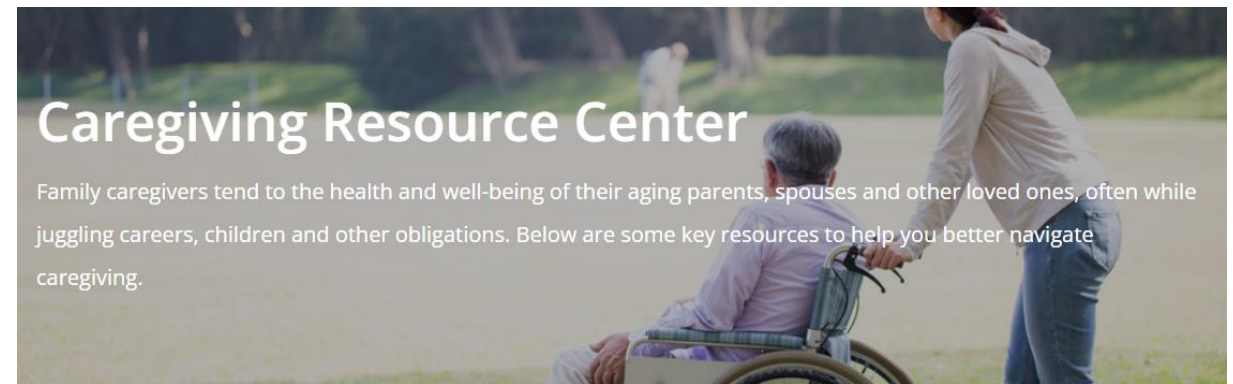 Caregiving Resource Center
Family caregivers tend to the health and well-being of their aging parents, spouses and other loved ones, often while
juggling careers, children and other obligations. Below are some key resources to help you better navigate
caregiving.